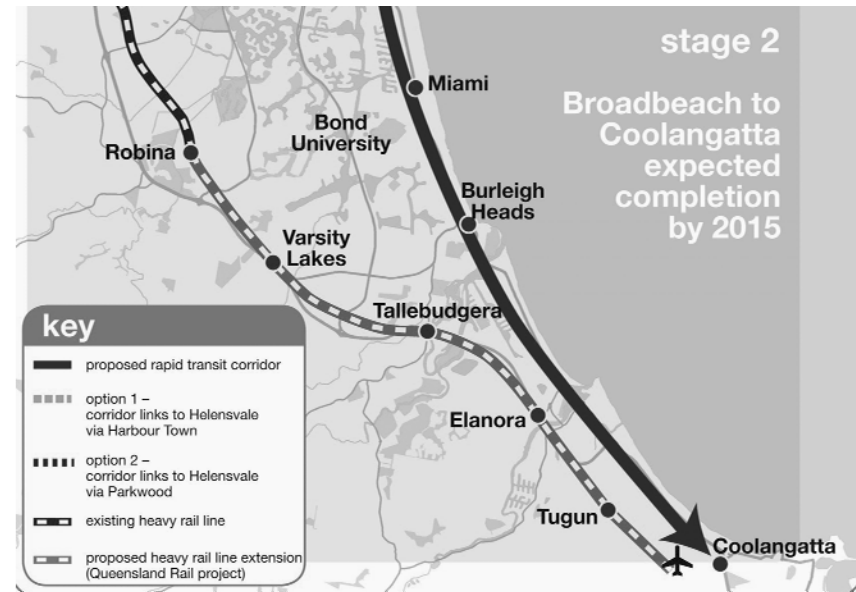 stage 2
Broadbeach to
Coolangatta
expected
completion
by 2015
Miami
Bond
University
Robina
Burleigh
Heads
Varsity
Lakes
Tallebudgera
Elanora
Tugun
Coolangatta
key
proposed rapid transit corridor
option 1 –
corridor links to Helensvale
via Harbour Town
option 2 –
corridor links to Helensvale
via Parkwood
existing heavy rail line
proposed heavy rail line extension
(Queensland Rail project)